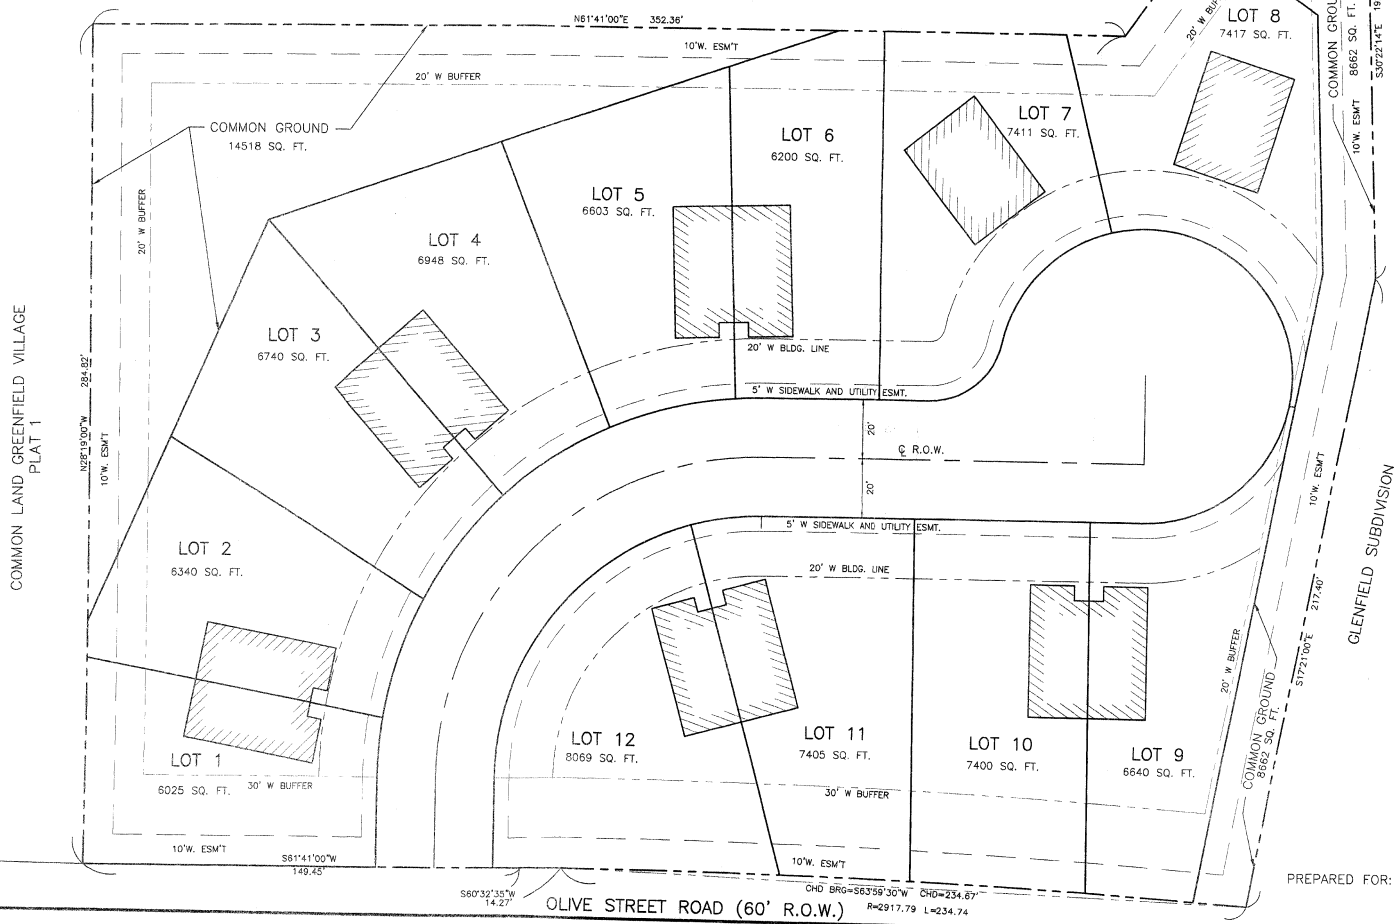 N61°41'00"E 352.36'
10'W. ESM'T
20' W BUFFER
COMMON GROUND
14518 SQ. FT.
20' W BUFFER
LOT 8
7417 SQ. FT.
20' W
COMMON
8662 SQ. FT.
S30°22'14"E
10'W. ESM'T
LOT 7
7411 SQ. FT.
LOT 6
6200 SQ. FT.
LOT 5
6603 SQ. FT.
LOT 4
6948 SQ. FT.
LOT 3
6740 SQ. FT.
20' W BLDG. LINE
5' W SIDEWALK AND UTILITY ESMT.
20'
℄ R.O.W.
20'
5' W SIDEWALK AND UTILITY ESMT.
20' W BLDG. LINE
COMMON LAND GREENFIELD VILLAGE
PLAT 1
N28°19'00"W 284.82'
10'W. ESM'T
LOT 2
6340 SQ. FT.
LOT 1
6025 SQ. FT.
30' W BUFFER
LOT 12
8069 SQ. FT.
LOT 11
7405 SQ. FT.
LOT 10
7400 SQ. FT.
LOT 9
6640 SQ. FT.
30' W BUFFER
20' W BUFFER
COMMON GROUND
8662 SQ. FT.
S17°21'00"E 217.40'
10'W. ESM'T
GLENFIELD SUBDIVISION
10'W. ESM'T
S61°41'00"W
149.45'
10'W. ESM'T
S60°32'35"W
14.27'
CHD BRG=S63°59'30"W CHD=234.67'
R=2917.79 L=234.74
OLIVE STREET ROAD (60' R.O.W.)
PREPARED FOR: